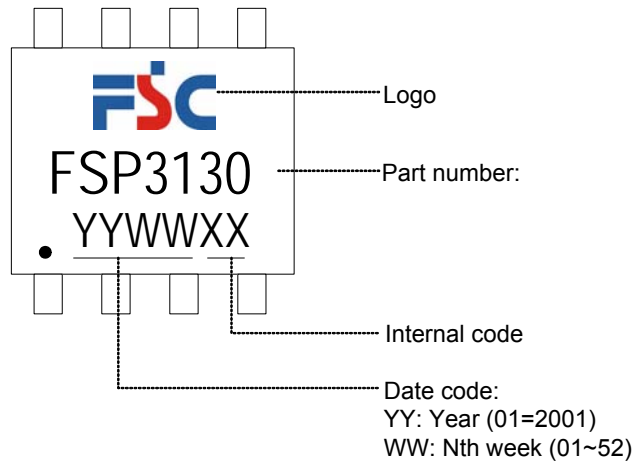 FSC
Logo
FSP3130
Part number:
YYWWXX
Internal code
Date code:
YY: Year (01=2001)
WW: Nth week (01~52)